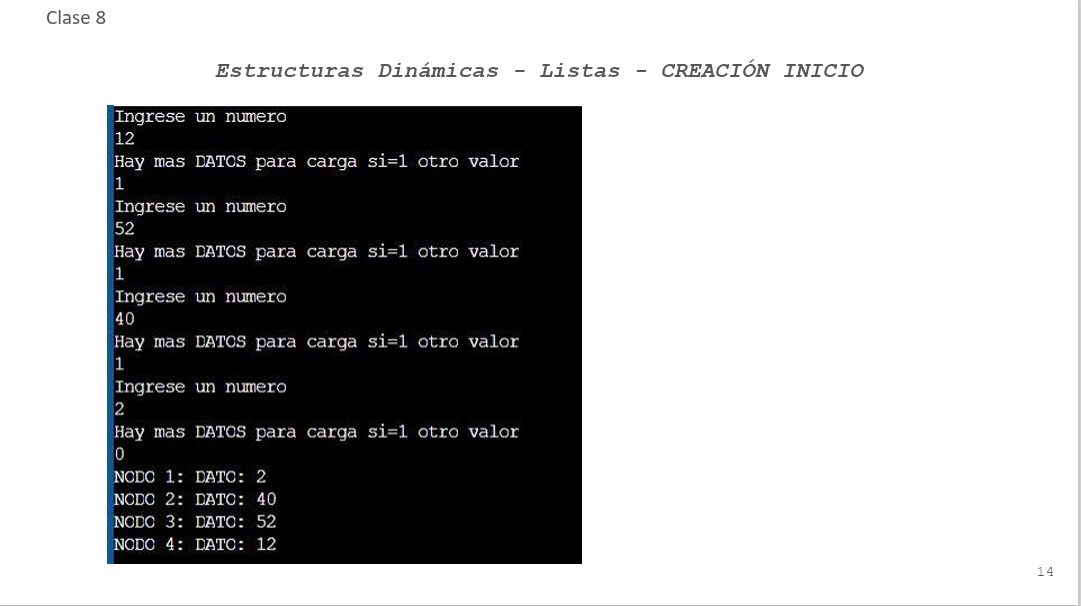 Clase 8
Estructuras Dinámicas - Listas - CREACIÓN INICIO
Ingrese un numero
12
Hay mas DATOS para carga si=1 otro valor
1
Ingrese un numero
52
Hay mas DATOS para carga si=1 otro valor
1
Ingrese un numero
40
Hay mas DATOS para carga si=1 otro valor
1
Ingrese un numero
2
Hay mas DATOS para carga si=1 otro valor
0
NODO 1: DATO: 2
NODO 2: DATO: 40
NODO 3: DATO: 52
NODO 4: DATO: 12
14